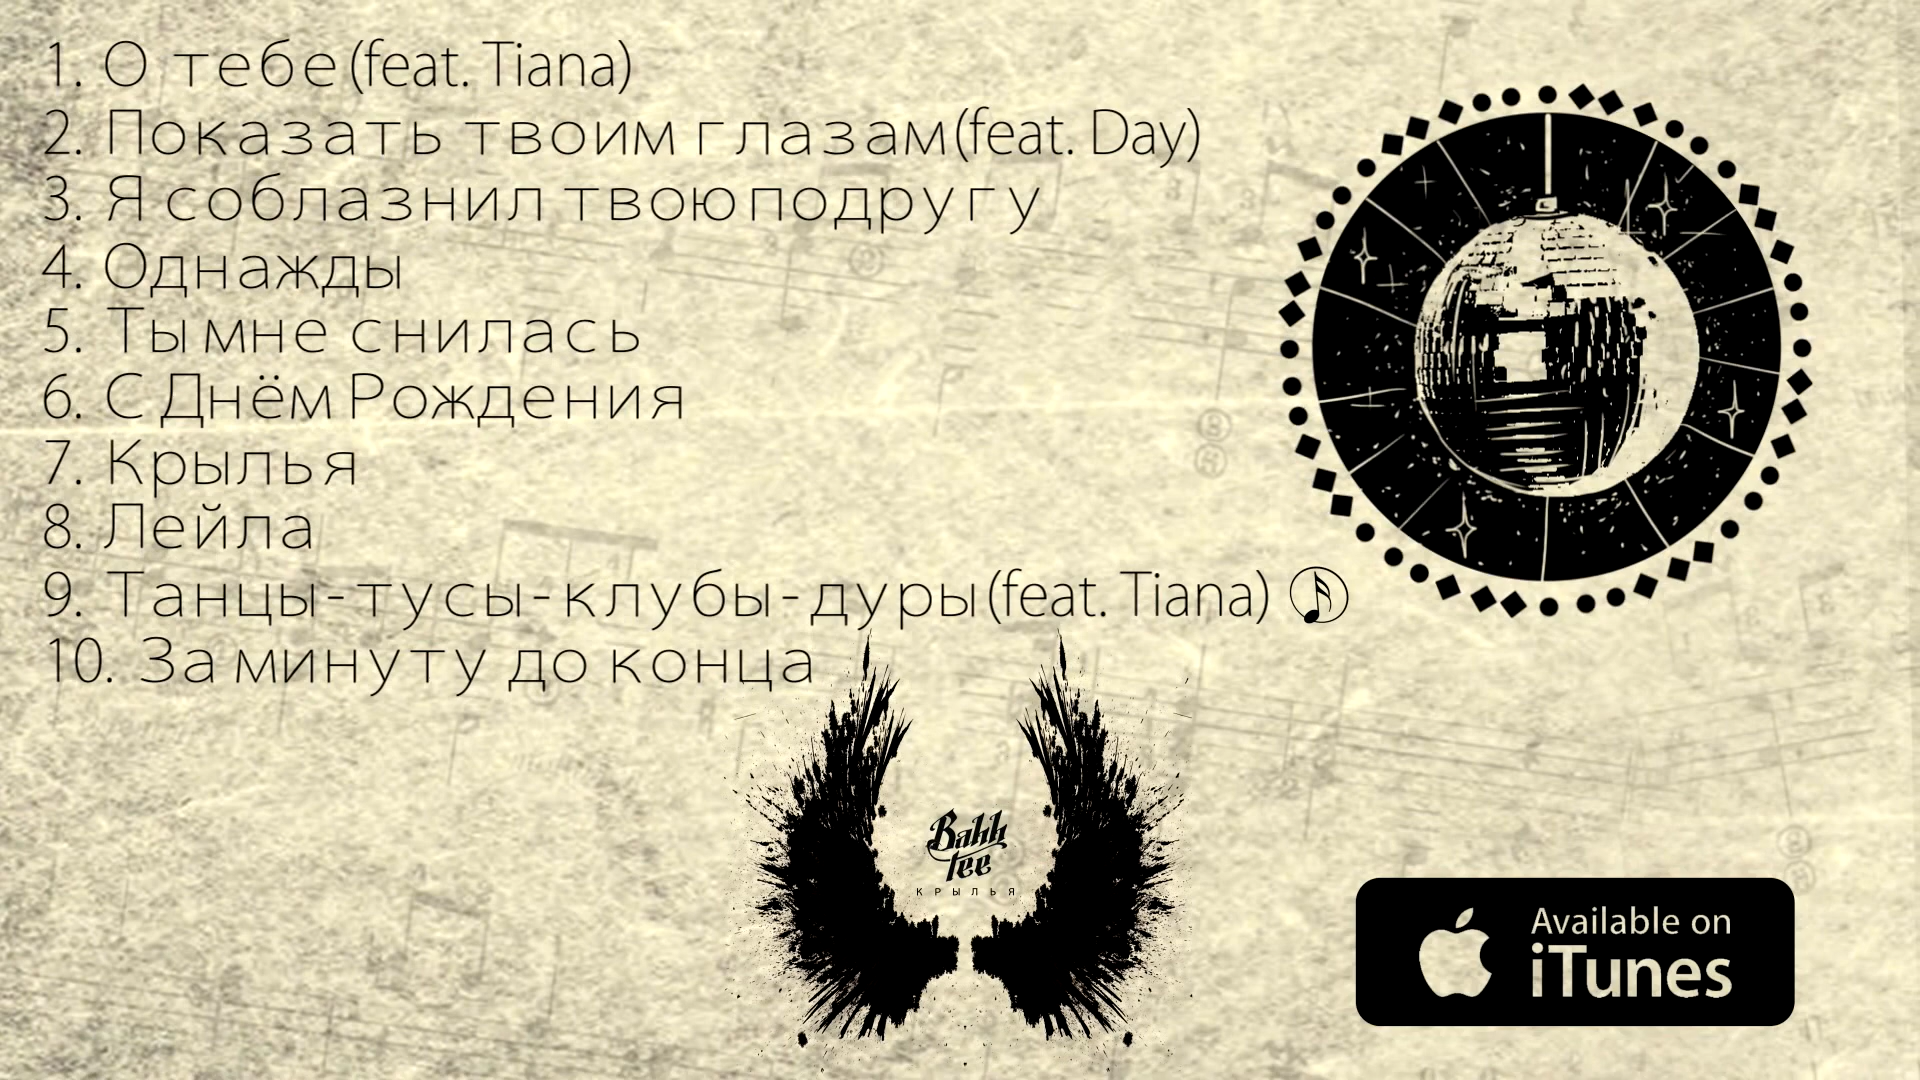 1. О тебе (feat. Tiana)
2. Показать твоим глазам (feat. Day)
3. Я соблазнил твою подругу
4. Однажды
5. Ты мне снилась
6. С Днём Рождения
7. Крылья
8. Лейла
9. Танцы-тусы-клубы-дуры (feat. Tiana)
10. За минуту до конца
Bahh
Tee
КРЫЛЬЯ
Available on
iTunes